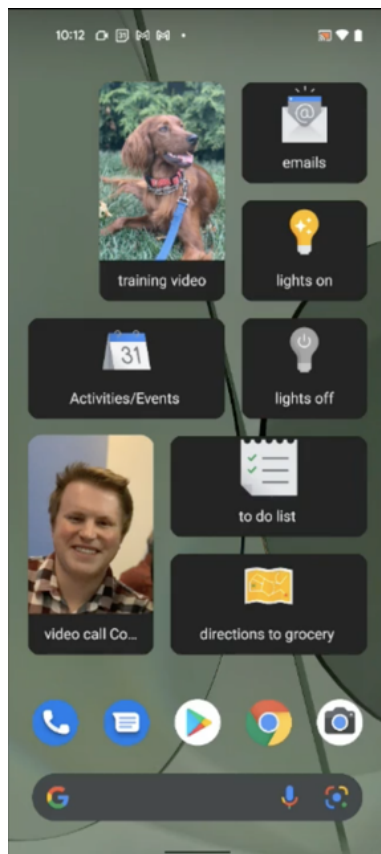 10:12
31
emails
training video
lights on
31
Activities/Events
lights off
to do list
video call Co...
directions to grocery